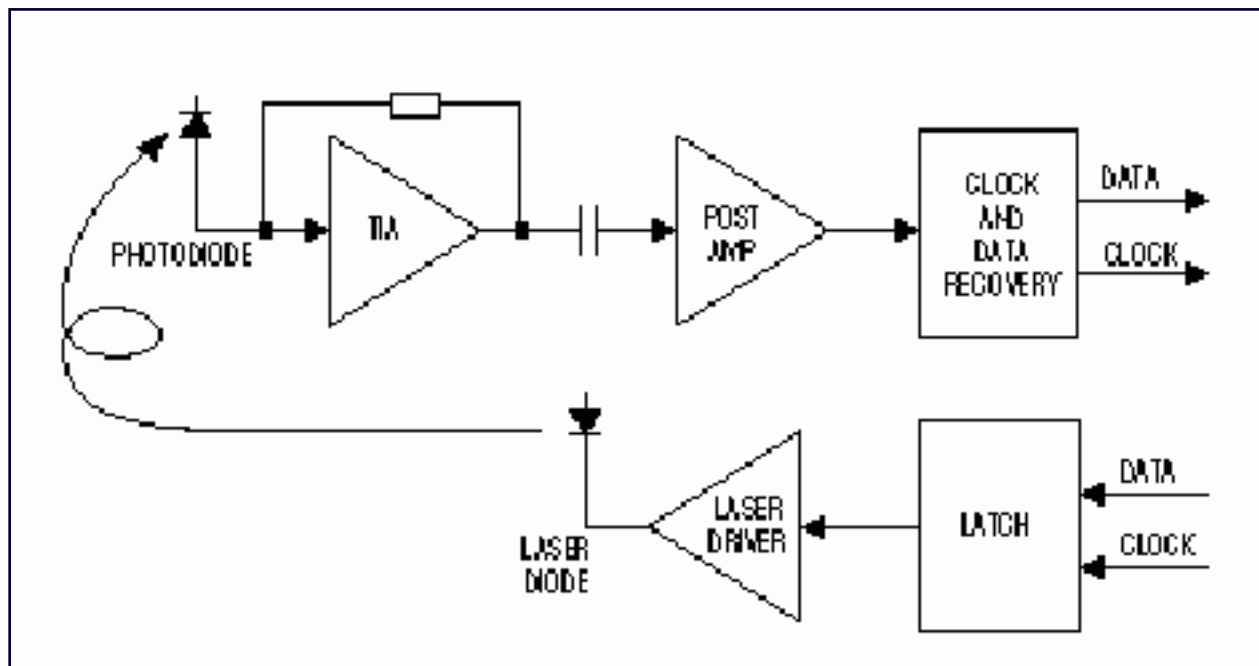 PHOTODIODE
TIA
POST
AMP
CLOCK
AND
DATA
RECOVERY
DATA
CLOCK
LASER
DIODE
LASER
DRIVER
LATCH
DATA
CLOCK